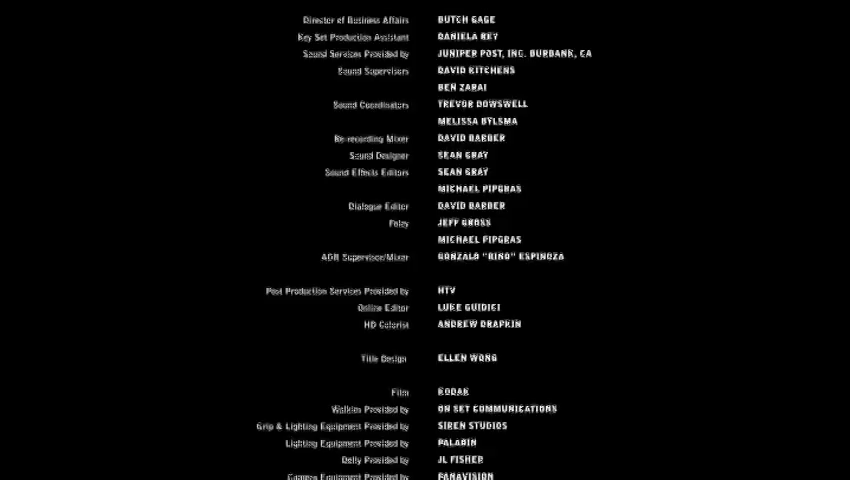 Director of Business Affairs BUTCH GAGE
Key Set Production Assistant DANIELA REY
Sound Services Provided by JUNIPER POST, INC. BURBANK, CA
Sound Supervisors DAVID KITCHENS
BEN ZARAI
Sound Coordinators TREVOR DOWSWELL
MELISSA BYLSMA
Re-recording Mixer DAVID BARBER
Sound Designer SEAN GRAY
Sound Effects Editors SEAN GRAY
MICHAEL PIPGRAS
Dialogue Editor DAVID BARBER
Foley JEFF GROSS
MICHAEL PIPGRAS
ADR Supervisor/Mixer GONZALO "BINO" ESPINOZA
Post Production Services Provided by HTV
Online Editor LUKE GUIDICI
HD Colorist ANDREW DRAPKIN
Title Design ELLEN WONG
Film KODAK
Walkies Provided by ON SET COMMUNICATIONS
Grip & Lighting Equipment Provided by SIREN STUDIOS
Lighting Equipment Provided by PALADIN
Dolly Provided by JL FISHER
Camera Equipment Provided by PANAVISION